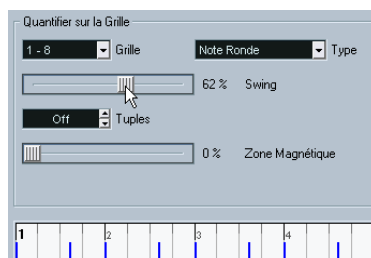 Quantifier sur la Grille
1 - 8 Grille Note Ronde Type
62 % Swing
Off Tuples
0 % Zone Magnétique
1 2 3 4